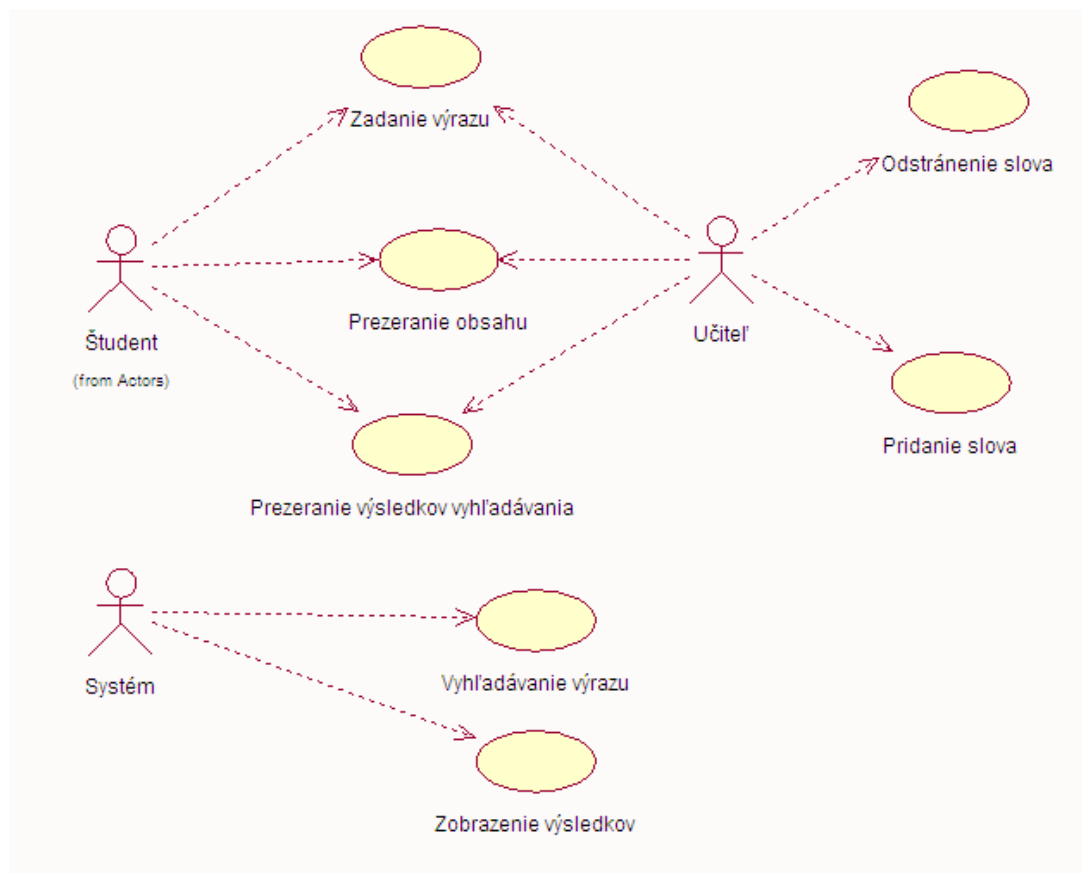 Zadanie výrazu
Odstránenie slova
Prezeranie obsahu
Učiteľ
Študent
(from Actors)
Pridanie slova
Prezeranie výsledkov vyhľadávania
Systém
Vyhľadávanie výrazu
Zobrazenie výsledkov